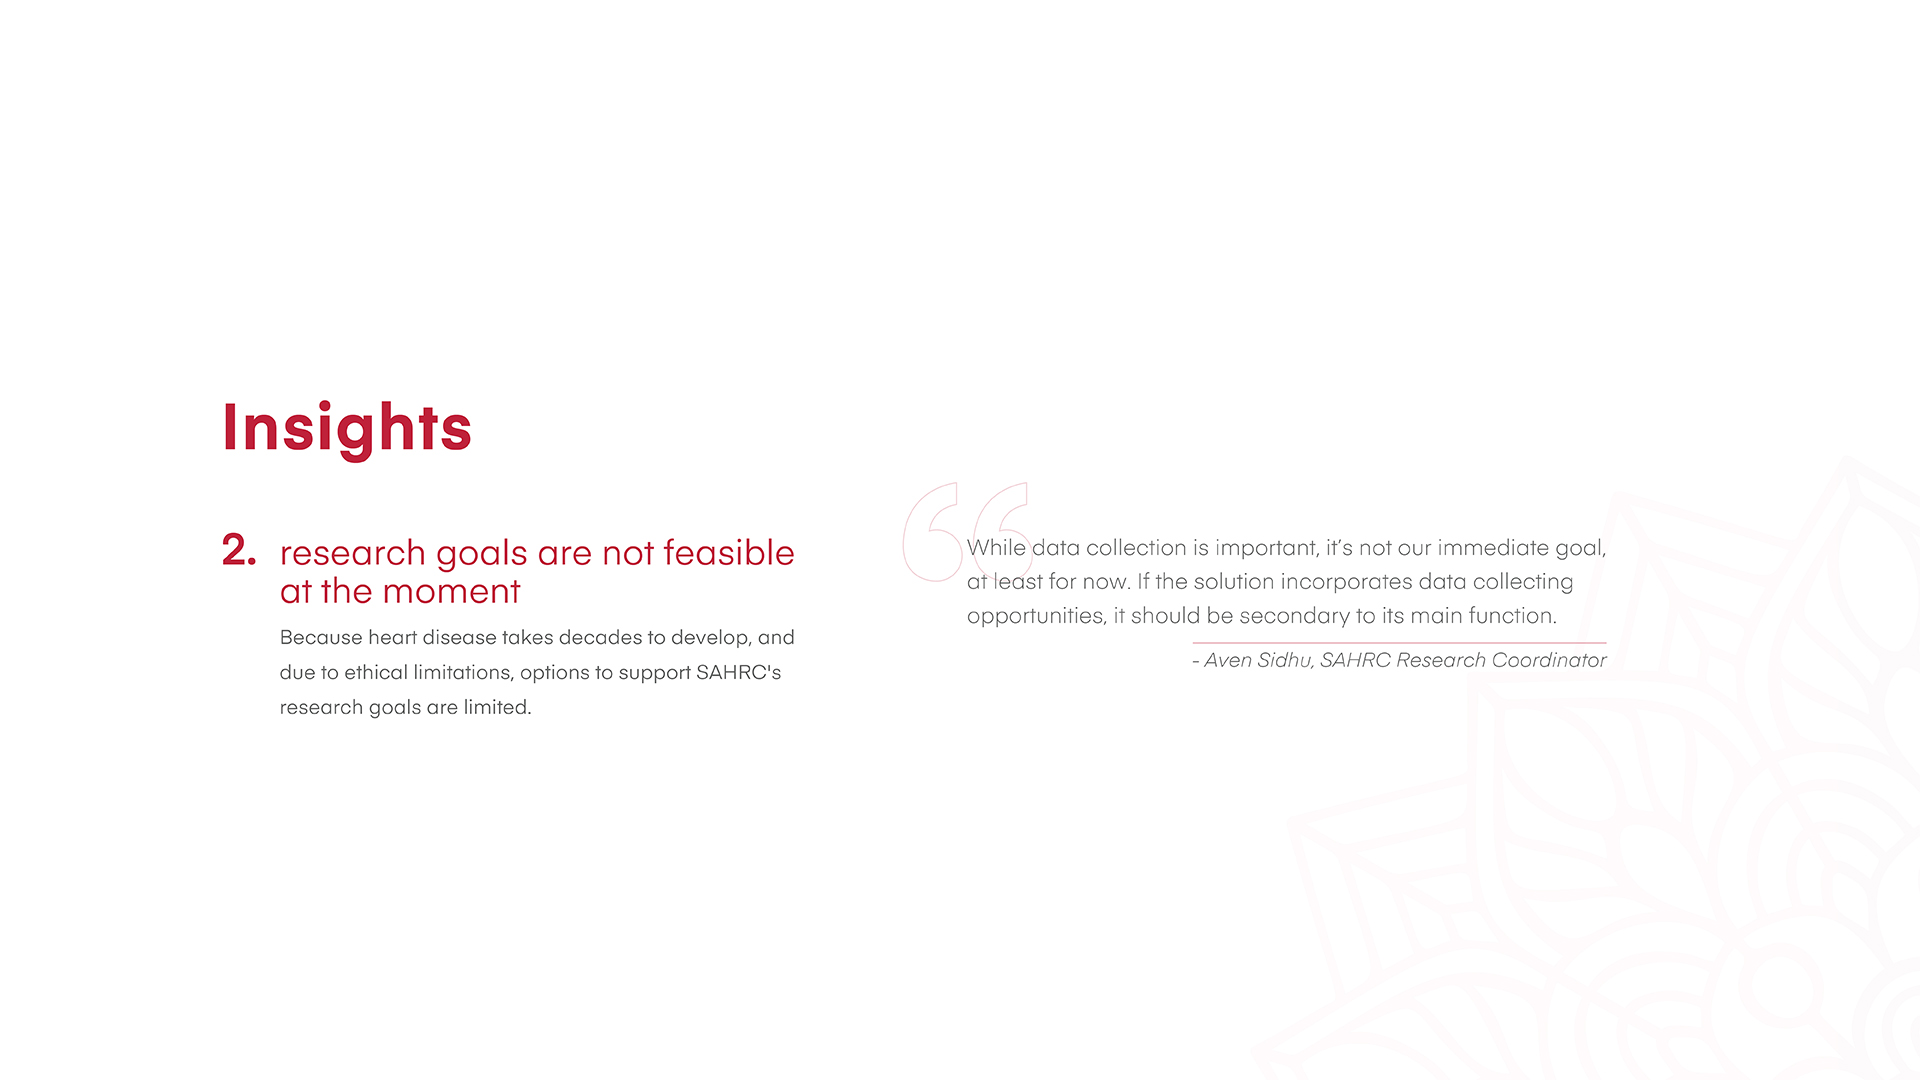 Insights
2. research goals are not feasible
at the moment
Because heart disease takes decades to develop, and
due to ethical limitations, options to support SAHRC's
research goals are limited.
“
While data collection is important, it’s not our immediate goal,
at least for now. If the solution incorporates data collecting
opportunities, it should be secondary to its main function.
- Aven Sidhu, SAHRC Research Coordinator